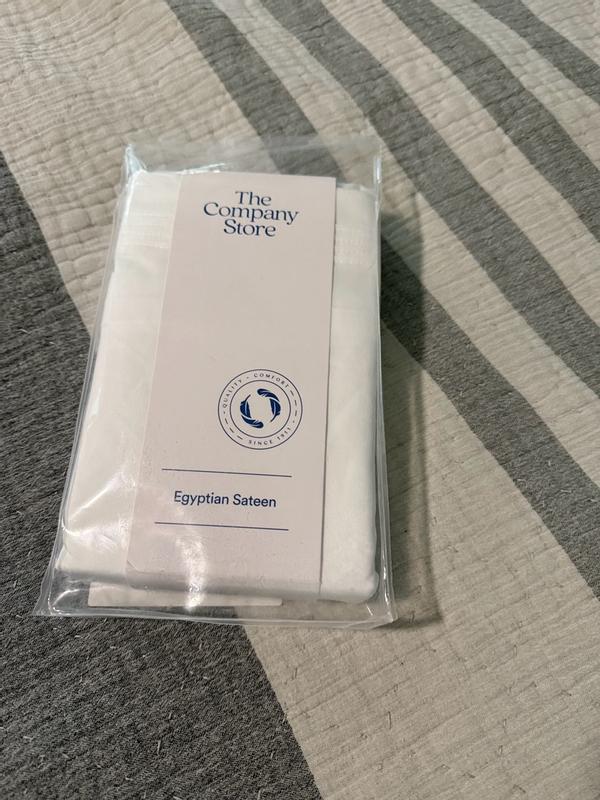 The
Company
Store
QUALITY • COMFORT
SINCE 1911
Egyptian Sateen